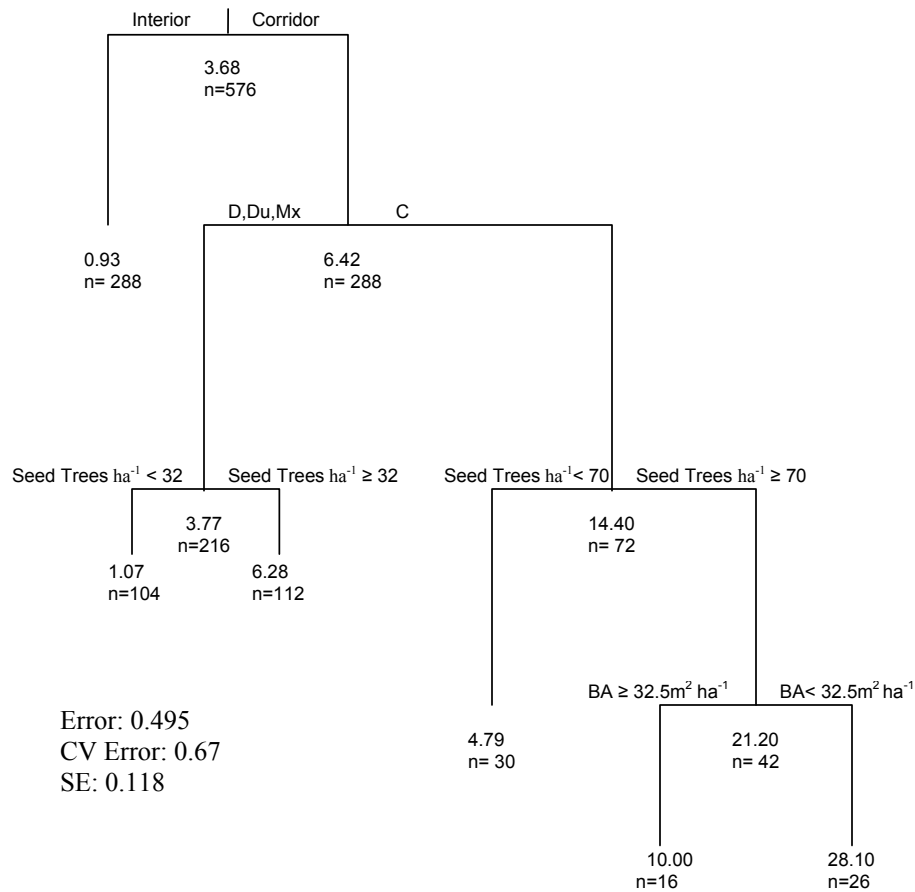 Interior Corridor
3.68
n=576
D,Du,Mx C
0.93
n= 288
6.42
n= 288
Seed Trees ha⁻¹ < 32 Seed Trees ha⁻¹ ≥ 32 Seed Trees ha⁻¹< 70 Seed Trees ha⁻¹ ≥ 70
3.77
n=216
14.40
n= 72
1.07
n=104
6.28
n=112
BA ≥ 32.5m² ha⁻¹ BA< 32.5m² ha⁻¹
Error: 0.495
CV Error: 0.67
SE: 0.118
4.79
n= 30
21.20
n= 42
10.00
n=16
28.10
n=26